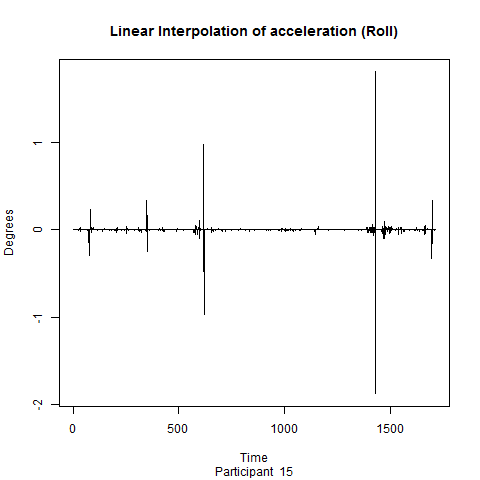 Linear Interpolation of acceleration (Roll)
Degrees
1
0
-1
-2
0 500 1000 1500
Time
Participant 15